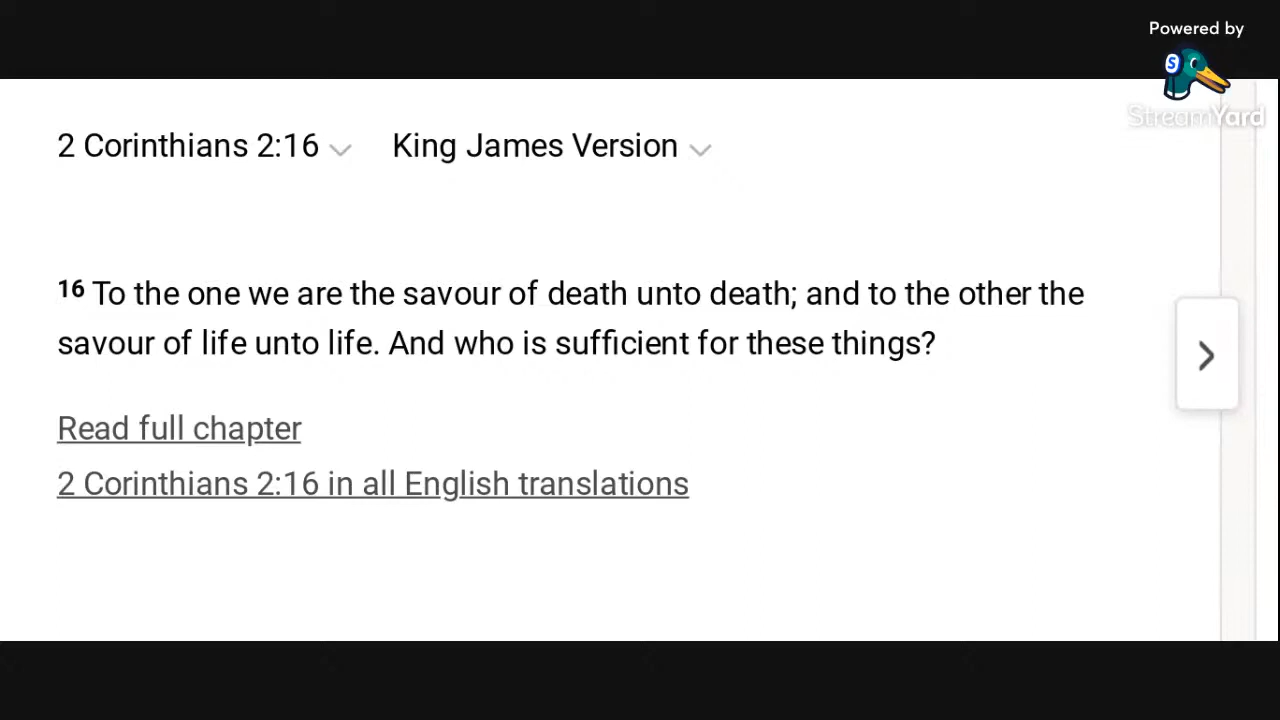 Powered by
S
StreamYard
2 Corinthians 2:16 King James Version
16 To the one we are the savour of death unto death; and to the other the
savour of life unto life. And who is sufficient for these things?
Read full chapter
2 Corinthians 2:16 in all English translations